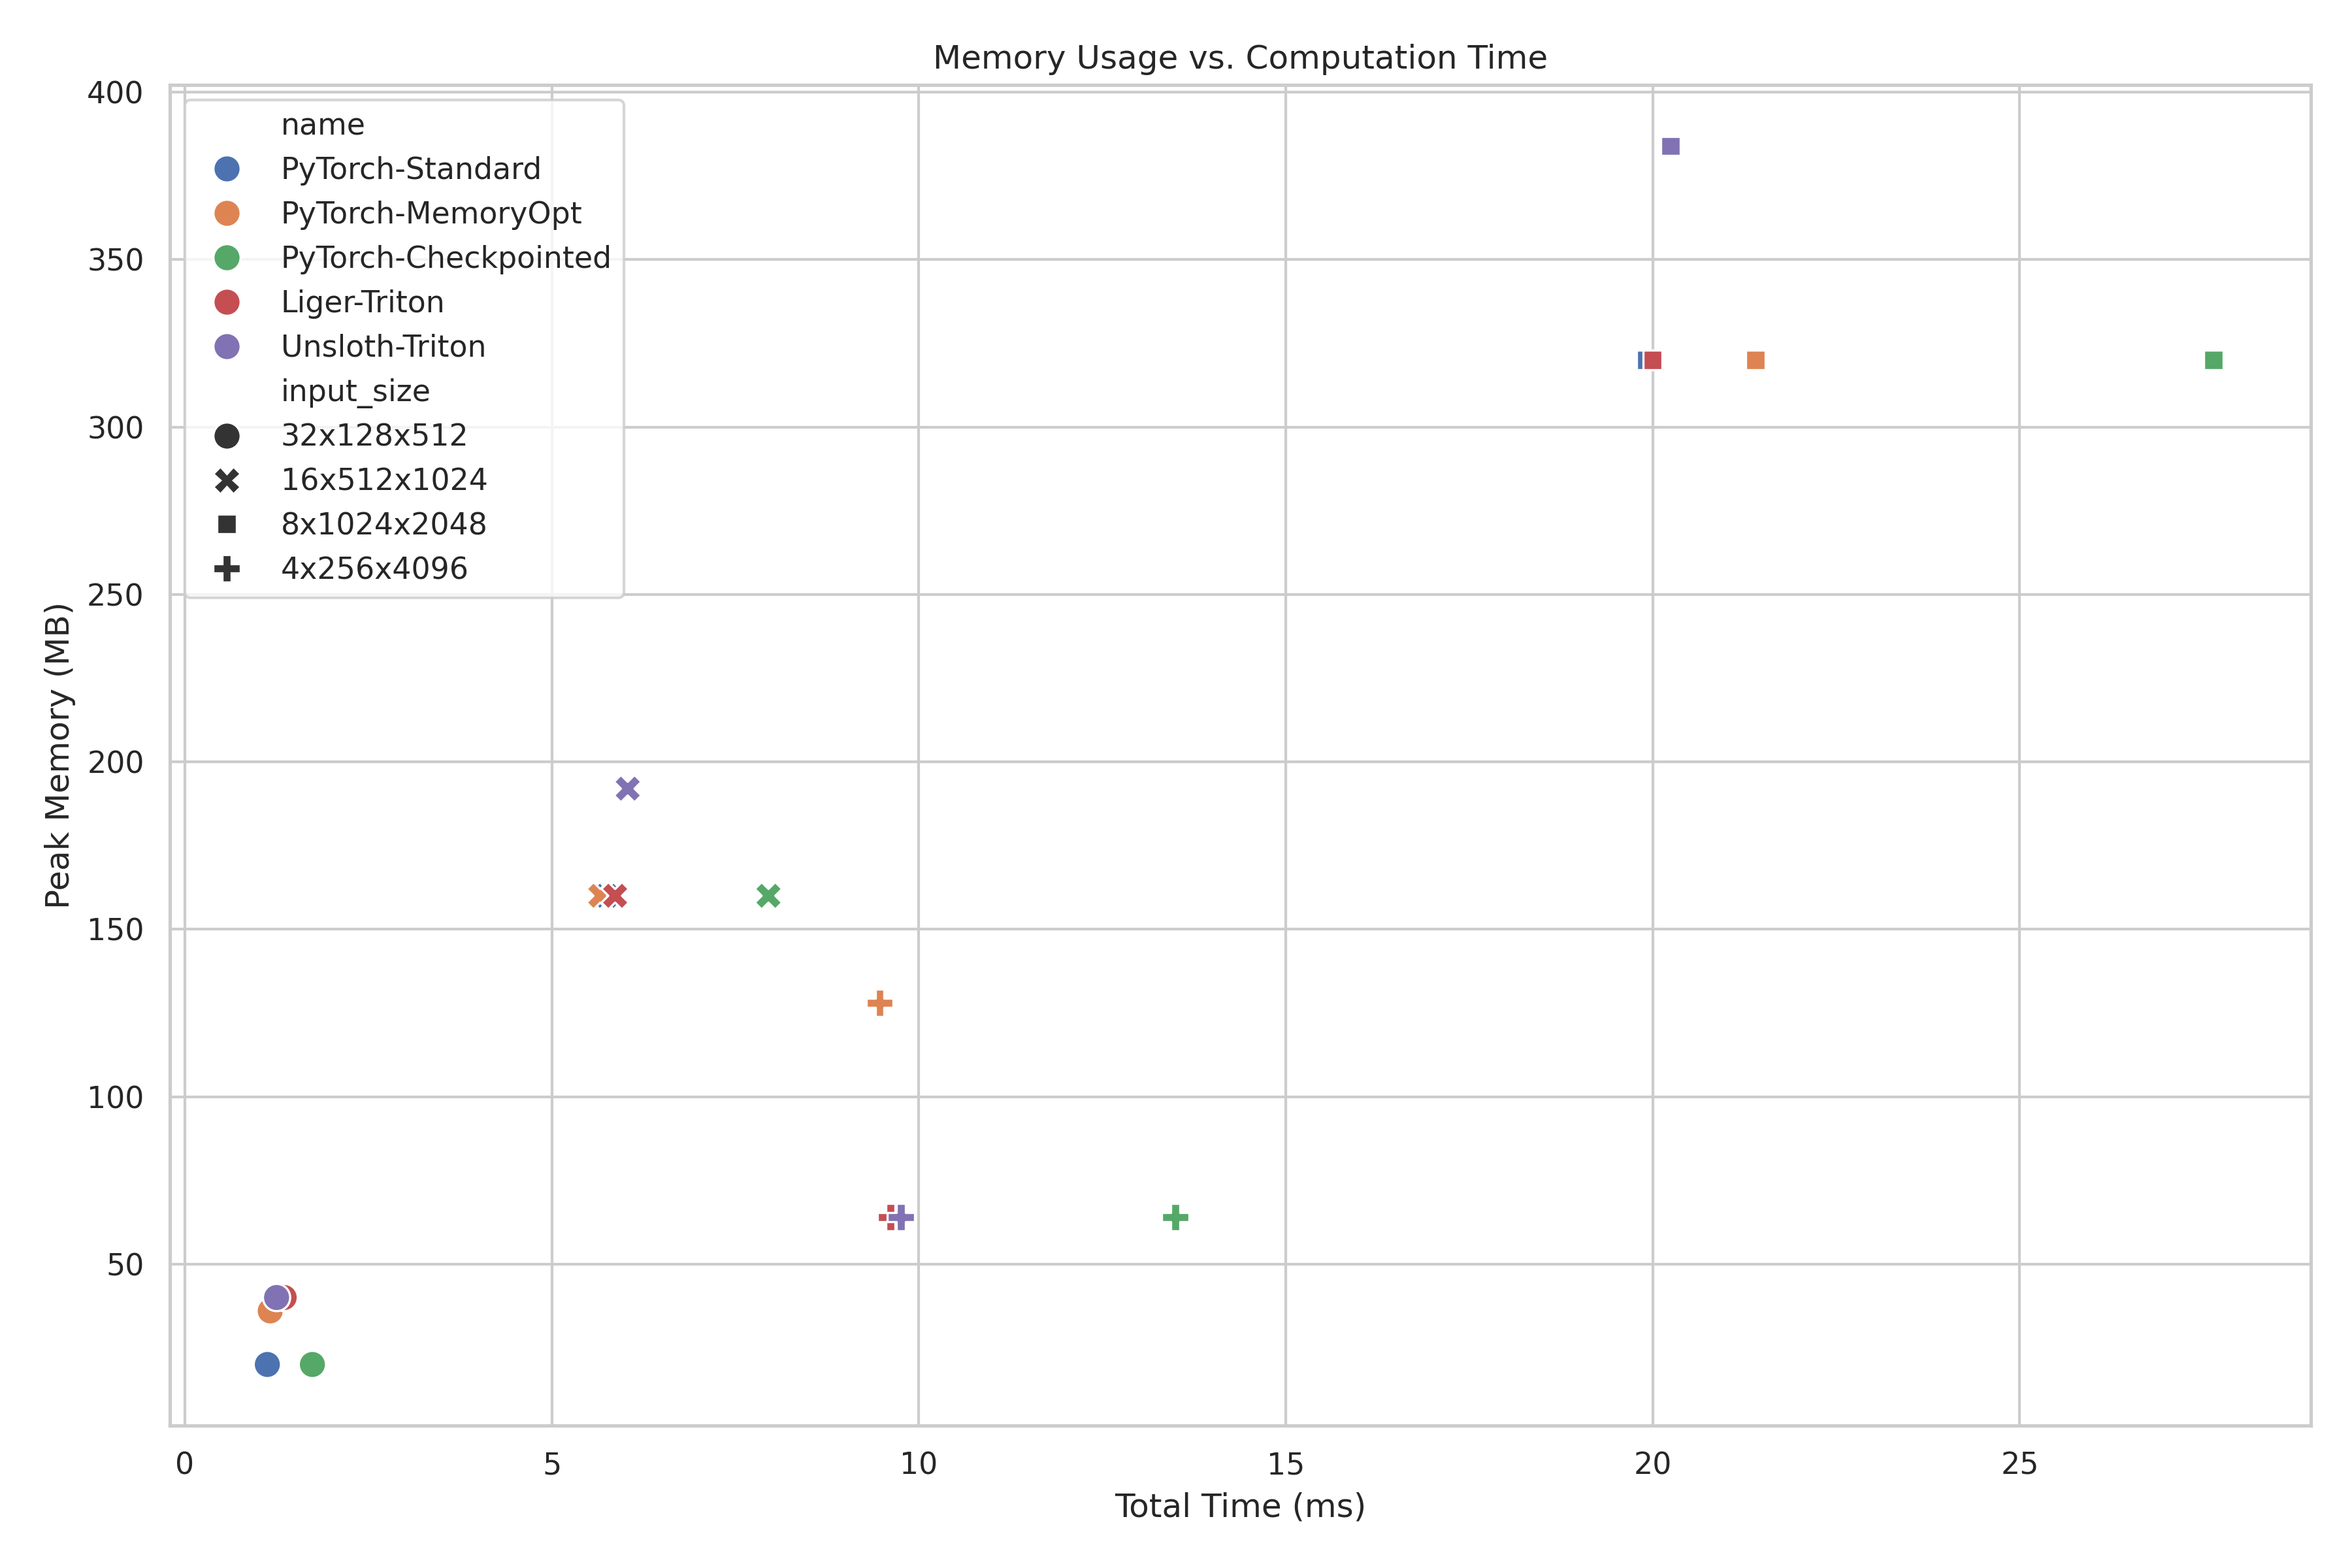 Memory Usage vs. Computation Time
400
350
300
250
200
150
100
50
Peak Memory (MB)
name
PyTorch-Standard
PyTorch-MemoryOpt
PyTorch-Checkpointed
Liger-Triton
Unsloth-Triton
input_size
32x128x512
16x512x1024
8x1024x2048
4x256x4096
0 5 10 15 20 25
Total Time (ms)